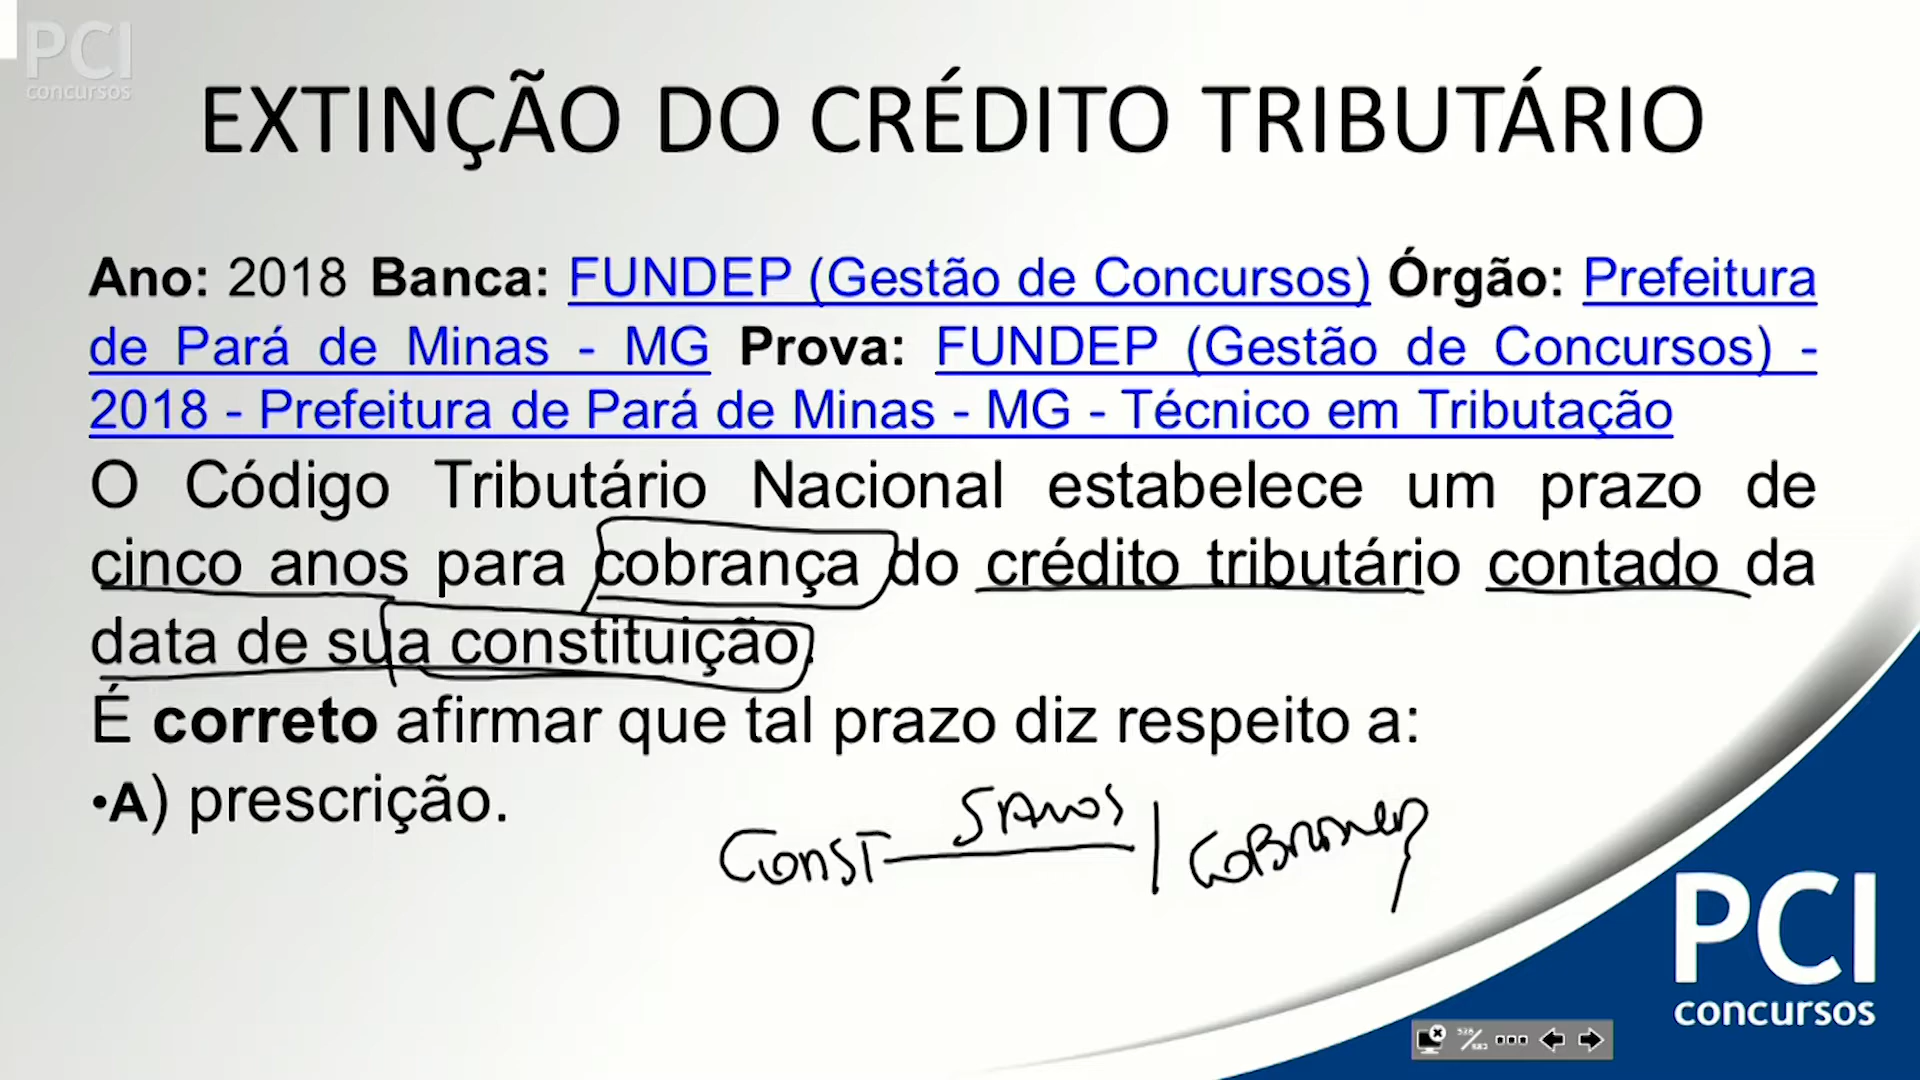 PCI
concursos
EXTINÇÃO DO CRÉDITO TRIBUTÁRIO
Ano: 2018 Banca: FUNDEP (Gestão de Concursos) Órgão: Prefeitura
de Pará de Minas - MG Prova: FUNDEP (Gestão de Concursos) -
2018 - Prefeitura de Pará de Minas - MG - Técnico em Tributação
O Código Tributário Nacional estabelece um prazo de
cinco anos para cobrança do crédito tributário contado da
data de sua constituição.
É correto afirmar que tal prazo diz respeito a:
•A) prescrição.
5 ANOS
CONST
PCI
concursos